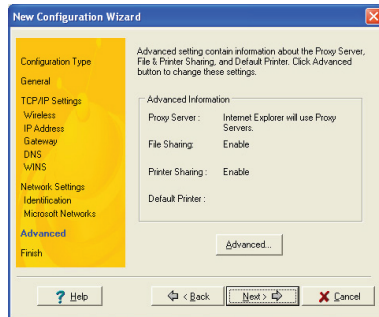 New Configuration Wizard
Configuration Type
General
TCP/IP Settings
Wireless
IP Address
Gateway
DNS
WINS
Network Settings
Identification
Microsoft Networks
Advanced
Finish
Advanced setting contain information about the Proxy Server,
File & Printer Sharing, and Default Printer. Click Advanced
button to change these settings.
Advanced Information
Proxy Server : Internet Explorer will use Proxy
Servers.
File Sharing: Enable
Printer Sharing : Enable
Default Printer :
Advanced...
? Help
< Back
Next >
Cancel